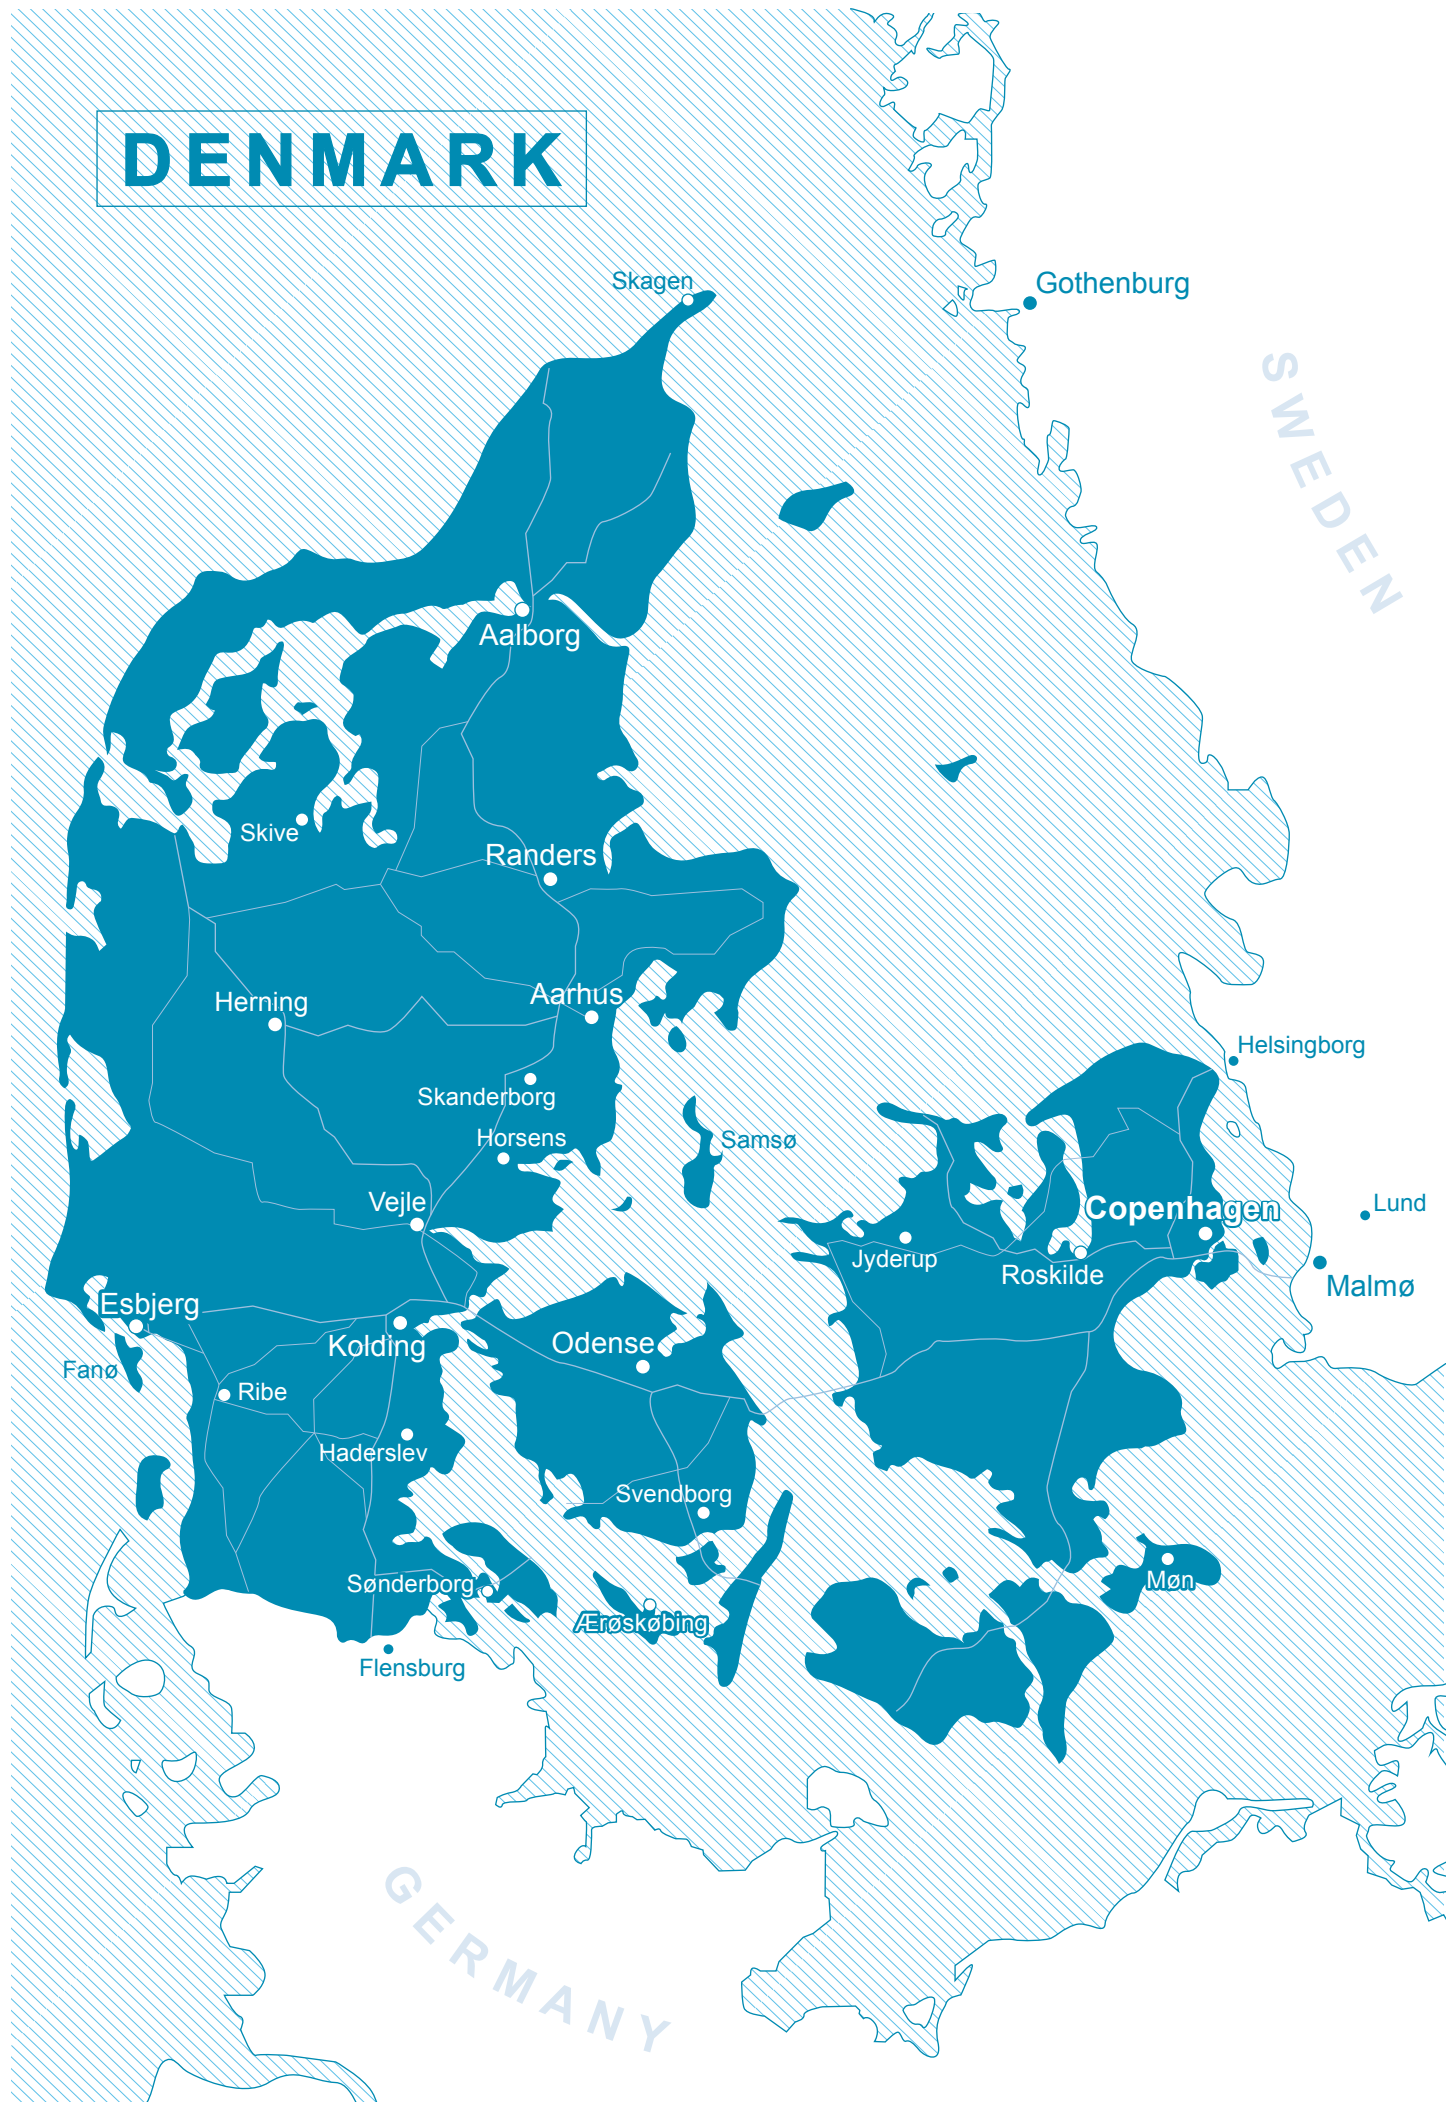 DENMARK
Skagen
Gothenburg
SWEDEN
Aalborg
Skive
Randers
Herning
Aarhus
Helsingborg
Skanderborg
Horsens
Samsø
Vejle
Copenhagen
Lund
Jyderup
Roskilde
Malmø
Esbjerg
Kolding
Odense
Fanø
Ribe
Haderslev
Svendborg
Sønderborg
Møn
Ærøskøbing
Flensburg
GERMANY